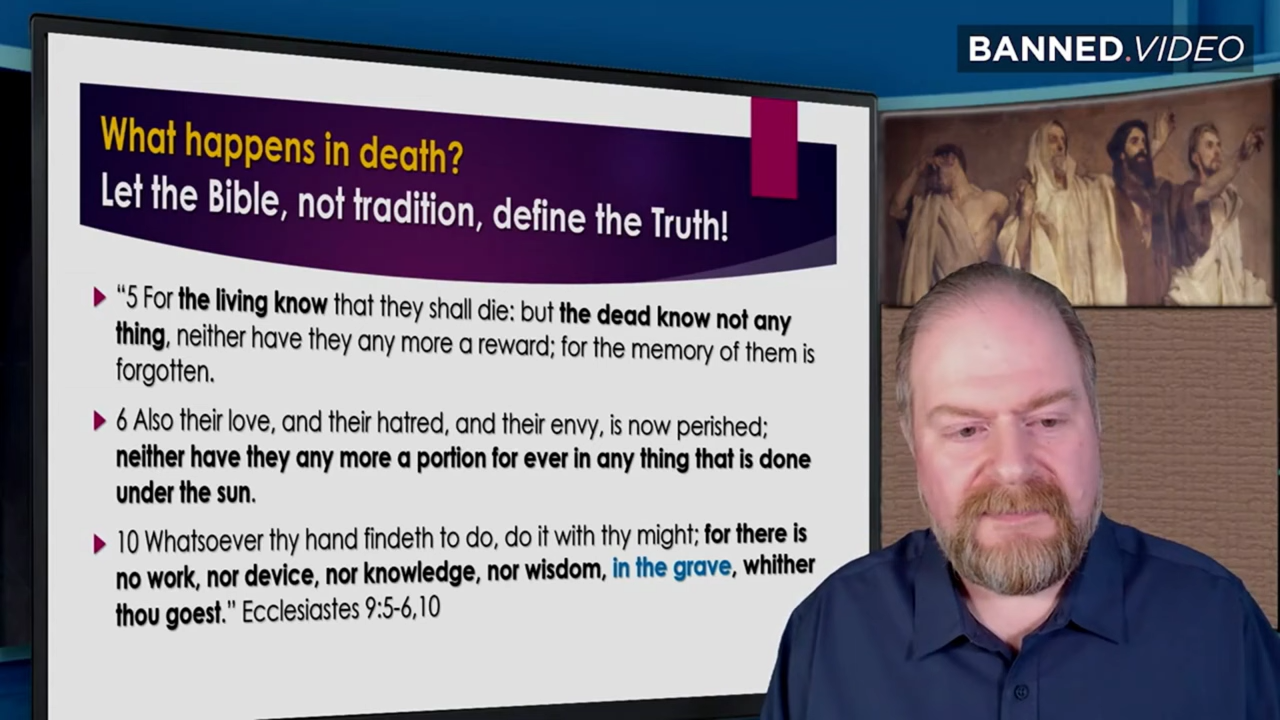 BANNED.VIDEO
What happens in death?
Let the Bible, not tradition, define the Truth!
“5 For the living know that they shall die: but the dead know not any
thing, neither have they any more a reward; for the memory of them is
forgotten.
6 Also their love, and their hatred, and their envy, is now perished;
neither have they any more a portion for ever in any thing that is done
under the sun.
10 Whatsoever thy hand findeth to do, do it with thy might; for there is
no work, nor device, nor knowledge, nor wisdom, in the grave, whither
thou goest.” Ecclesiastes 9:5-6,10